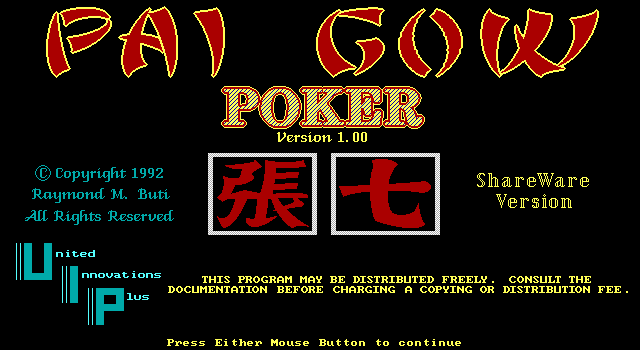 PAI GOW
POKER
Version 1.00
張 七
© Copyright 1992
Raymond M. Buti
All Rights Reserved
ShareWare
Version
United
Innovations
Plus
THIS PROGRAM MAY BE DISTRIBUTED FREELY. CONSULT THE
DOCUMENTATION BEFORE CHARGING A COPYING OR DISTRIBUTION FEE.
Press Either Mouse Button to continue